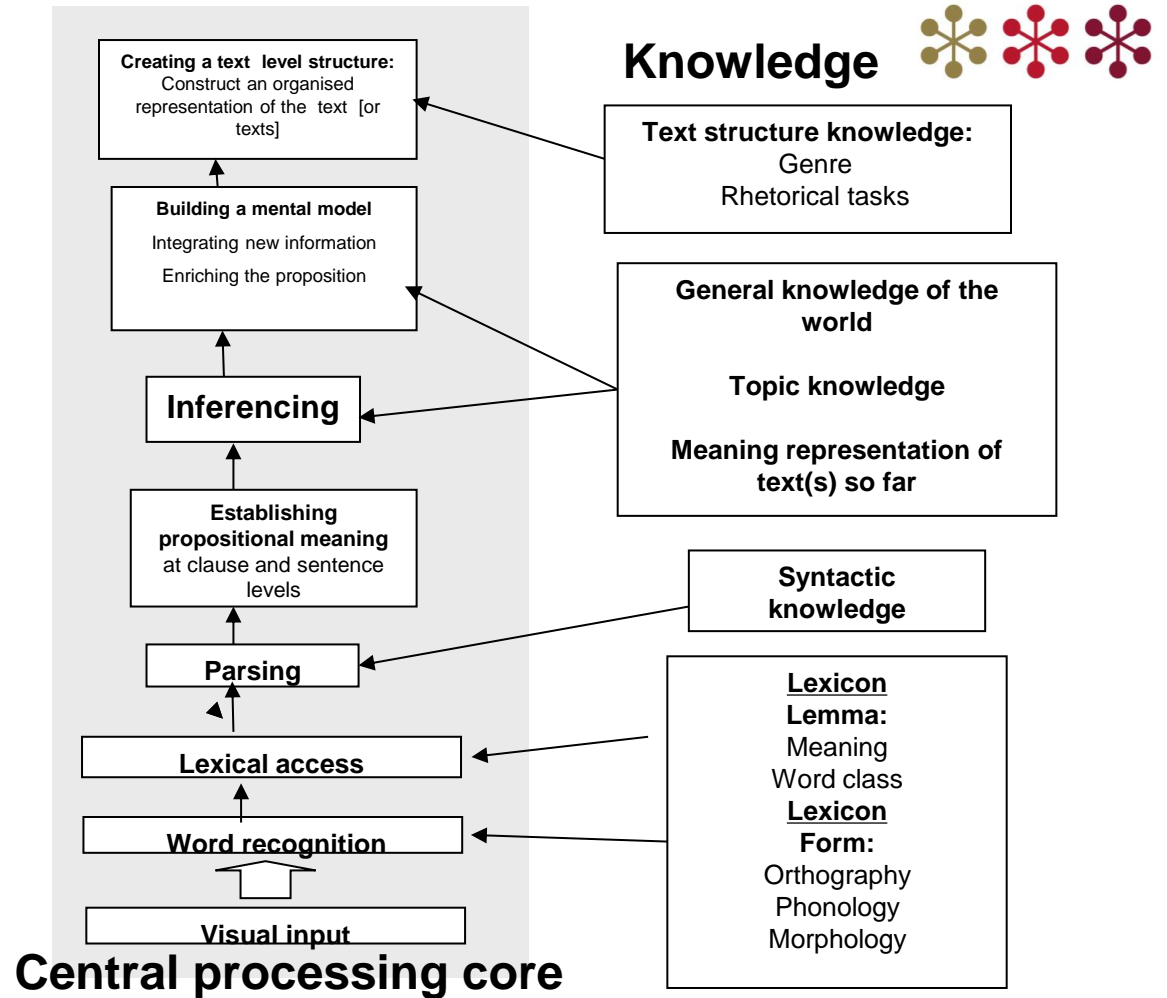 Creating a text level structure:
Construct an organised
representation of the text [or
texts]
Building a mental model
Integrating new information
Enriching the proposition
Inferencing
Establishing
propositional meaning
at clause and sentence
levels
Parsing
Lexical access
Word recognition
Visual input
Central processing core
Knowledge
Text structure knowledge:
Genre
Rhetorical tasks
General knowledge of the
world
Topic knowledge
Meaning representation of
text(s) so far
Syntactic
knowledge
Lexicon
Lemma:
Meaning
Word class
Lexicon
Form:
Orthography
Phonology
Morphology